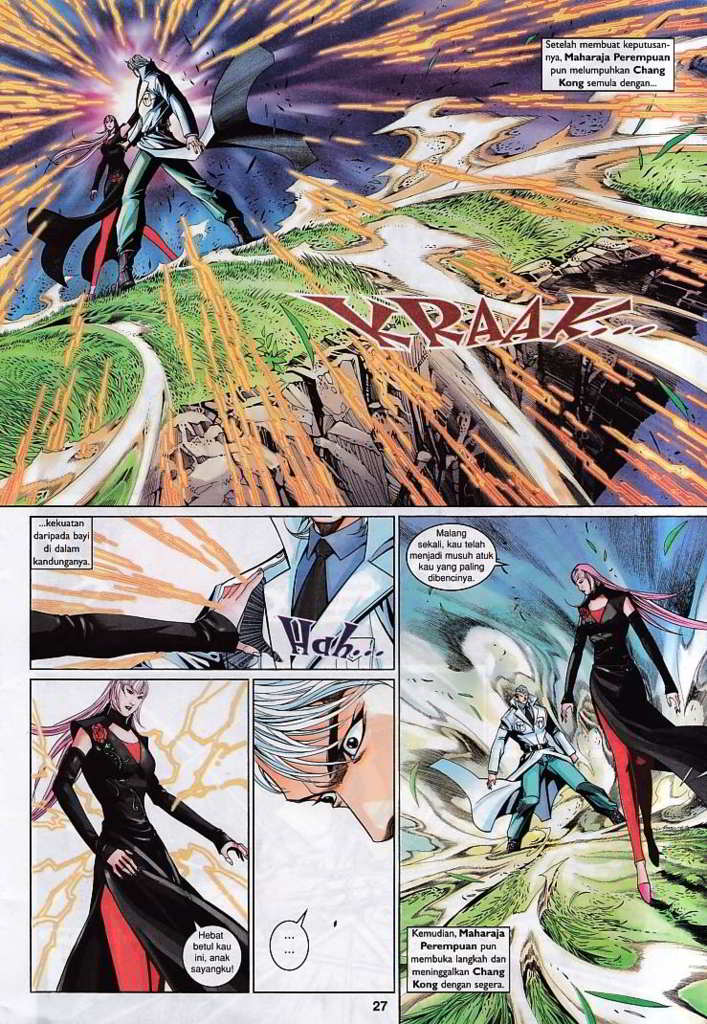 Setelah membuat keputusan-
nya, Maharaja Perempuan
pun melumpuhkan Chang
Kong semula dengan...
KRAAK...
...kekuatan
daripada bayi
di dalam
kandunganya.
Hah...
Malang
sekali, kau telah
menjadi musuh atuk
kau yang paling
dibencinya.
Hebat
betul kau
ini, anak
sayangku!
...
...
Kemudian, Maharaja
Perempuan pun
membuka langkah dan
meninggalkan Chang
Kong dengan segera.
27